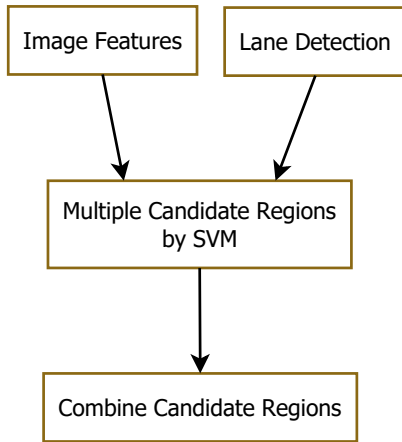 Image Features
Lane Detection
Multiple Candidate Regions
by SVM
Combine Candidate Regions